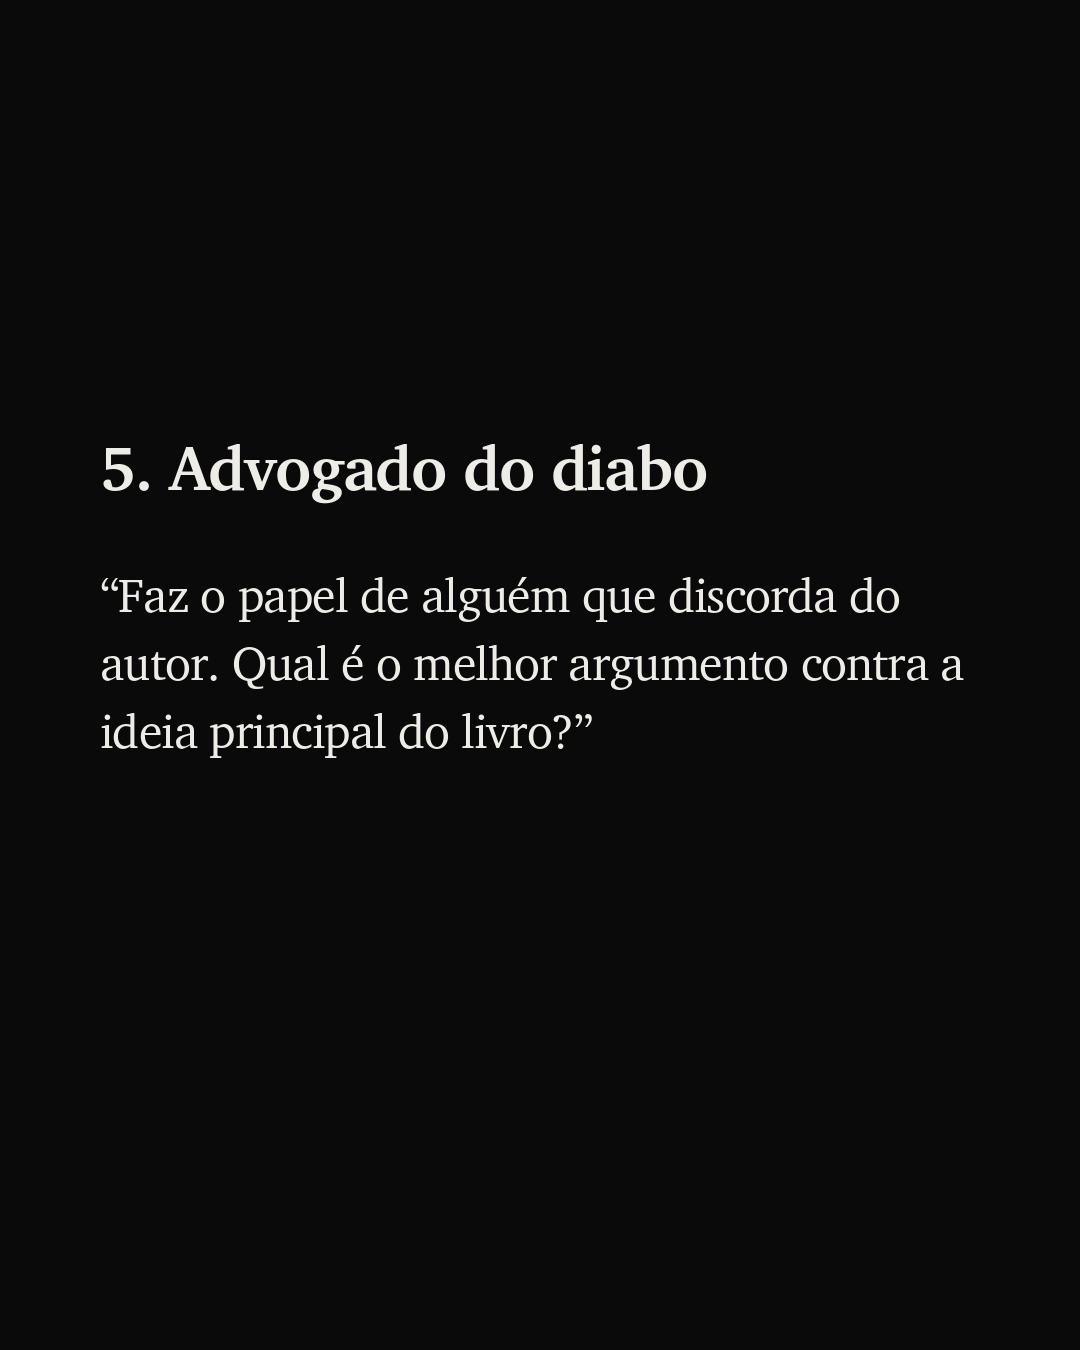 5. Advogado do diabo
“Faz o papel de alguém que discorda do
autor. Qual é o melhor argumento contra a
ideia principal do livro?”